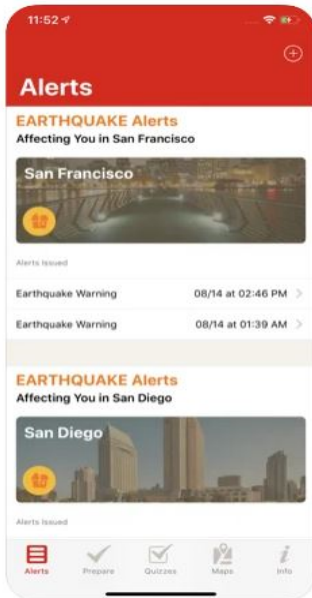 11:52
Alerts
EARTHQUAKE Alerts
Affecting You in San Francisco
San Francisco
Alerts Issued
Earthquake Warning 08/14 at 02:46 PM
Earthquake Warning 08/14 at 01:39 AM
EARTHQUAKE Alerts
Affecting You in San Diego
San Diego
Alerts Issued
Alerts Prepare Quizzes Maps Info